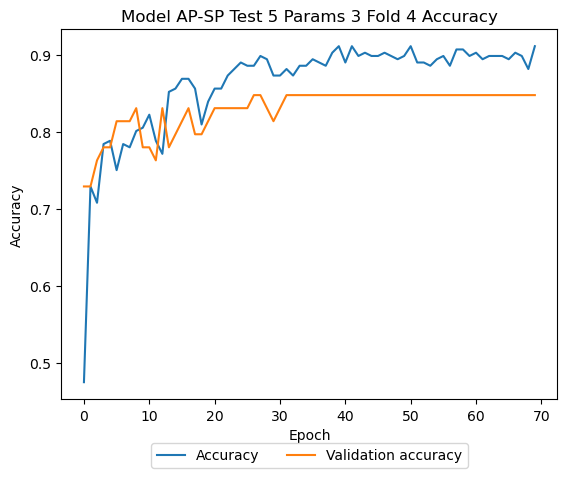 Model AP-SP Test 5 Params 3 Fold 4 Accuracy
Accuracy
0.9
0.8
0.7
0.6
0.5
0 10 20 30 40 50 60 70
Epoch
Accuracy Validation accuracy